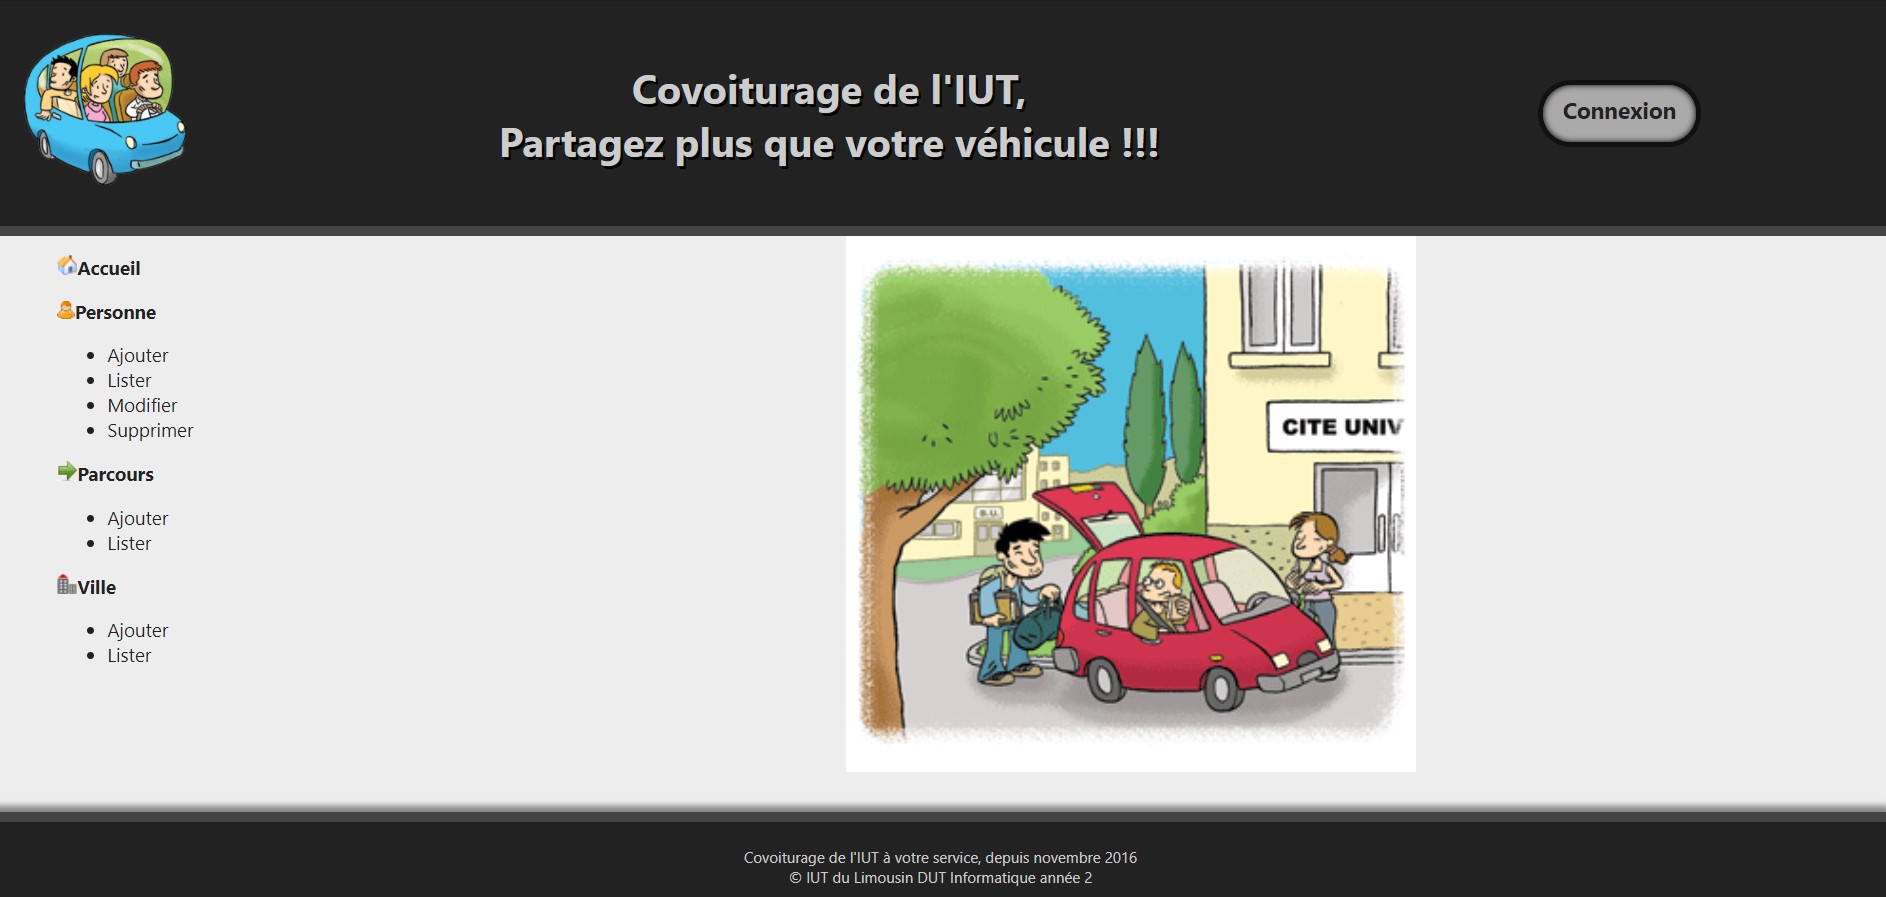 Covoiturage de l'IUT,
Partagez plus que votre véhicule !!!
Connexion
Accueil
Personne
Ajouter
Lister
Modifier
Supprimer
Parcours
Ajouter
Lister
Ville
Ajouter
Lister
CITE UNIV
B.U.
Covoiturage de l'IUT à votre service, depuis novembre 2016
© IUT du Limousin DUT Informatique année 2